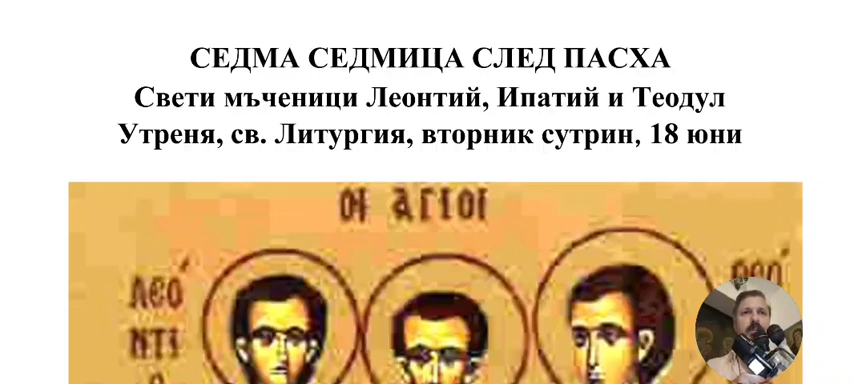 СЕДМА СЕДМИЦА СЛЕД ПАСХА
Свети мъченици Леонтий, Ипатий и Теодул
Утреня, св. Литургия, вторник сутрин, 18 юни
ΟΙ ΑΓΙΟΙ
ΛΕΟ
ΝΤΙ